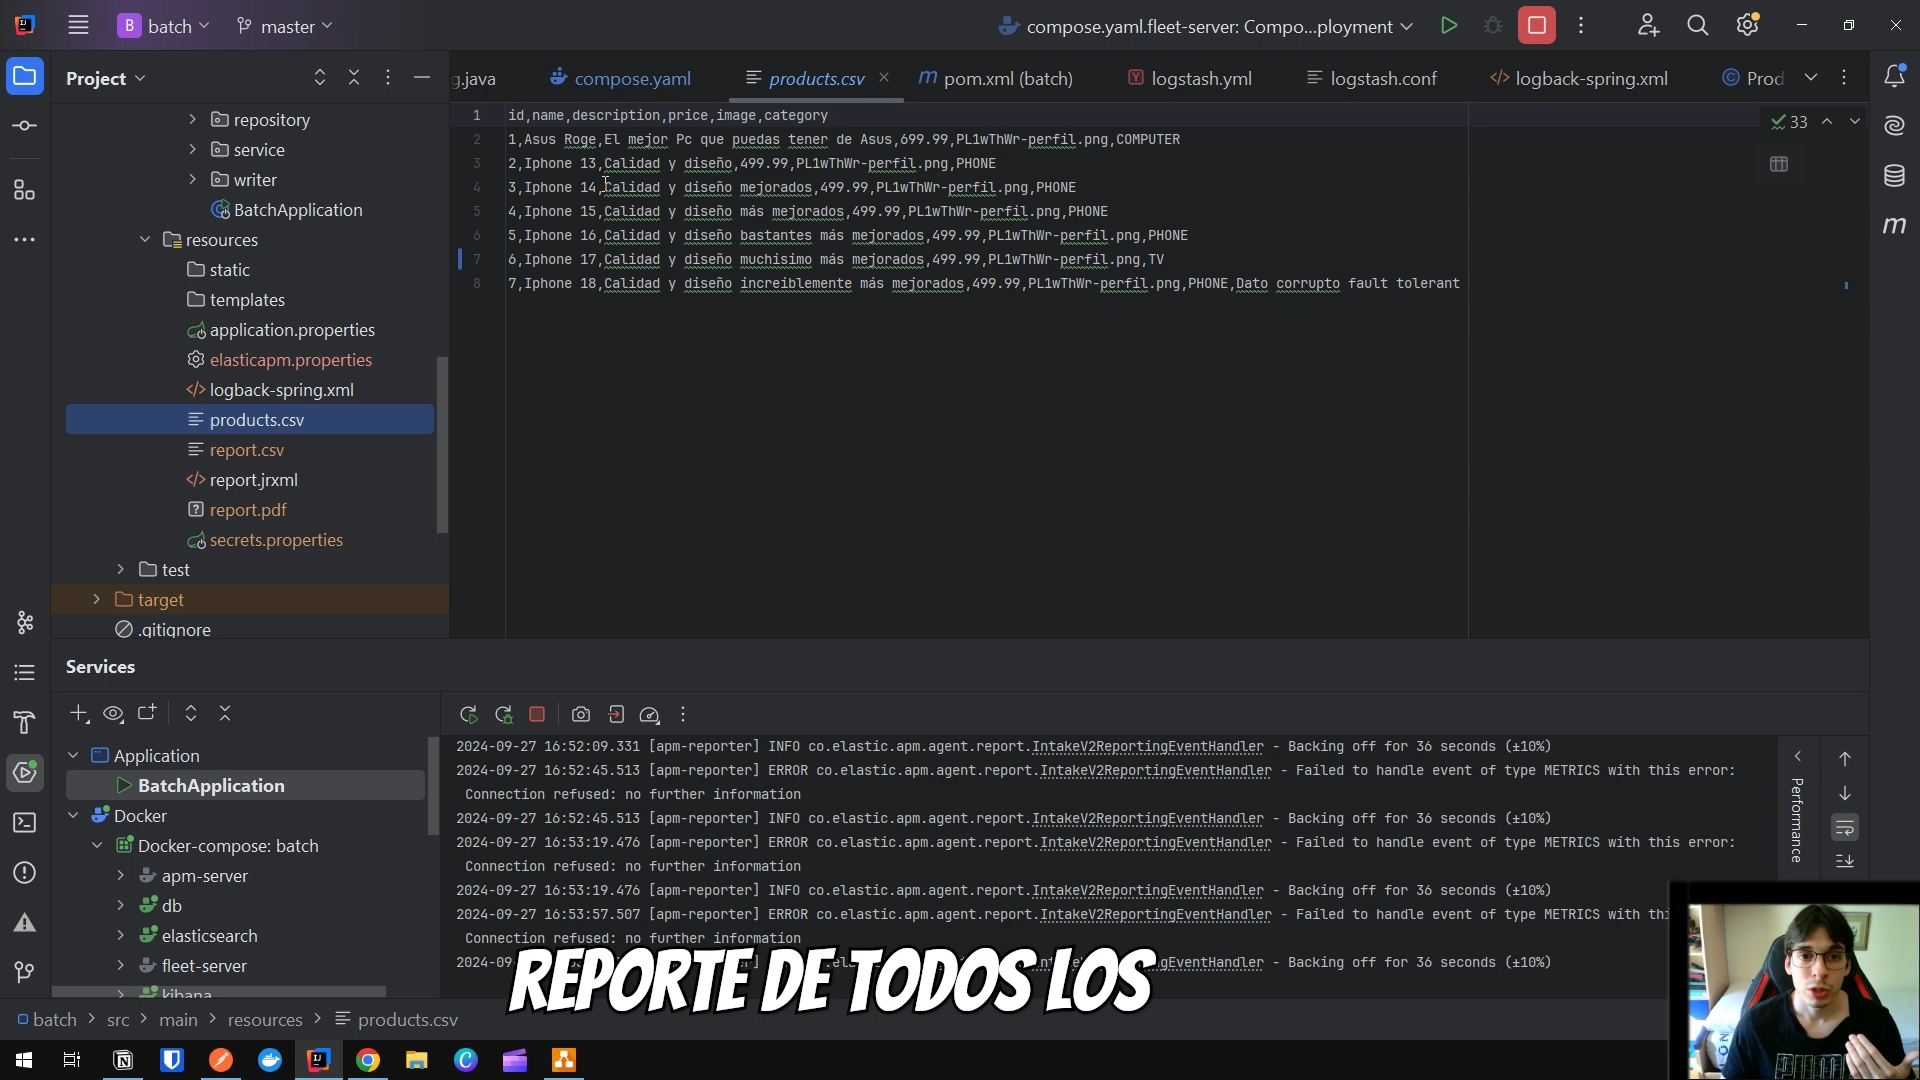 B batch
master
compose.yaml.fleet-server: Compo...ployment
Project
g.java
compose.yaml
products.csv
m pom.xml (batch)
logstash.yml
logstash.conf
logback-spring.xml
Prod
repository
service
writer
BatchApplication
resources
static
templates
application.properties
elasticapm.properties
logback-spring.xml
products.csv
report.csv
report.jrxml
report.pdf
secrets.properties
test
target
.gitignore
1 id,name,description,price,image,category
2 1,Asus Roge,El mejor Pc que puedas tener de Asus,699.99,PL1wThWr-perfil.png,COMPUTER
3 2,Iphone 13,Calidad y diseño,499.99,PL1wThWr-perfil.png,PHONE
4 3,Iphone 14,Calidad y diseño mejorados,499.99,PL1wThWr-perfil.png,PHONE
5 4,Iphone 15,Calidad y diseño más mejorados,499.99,PL1wThWr-perfil.png,PHONE
6 5,Iphone 16,Calidad y diseño bastantes más mejorados,499.99,PL1wThWr-perfil.png,PHONE
7 6,Iphone 17,Calidad y diseño muchisimo más mejorados,499.99,PL1wThWr-perfil.png,TV
8 7,Iphone 18,Calidad y diseño increiblemente más mejorados,499.99,PL1wThWr-perfil.png,PHONE,Dato corrupto fault tolerant
33
Services
Application
BatchApplication
Docker
Docker-compose: batch
apm-server
db
elasticsearch
fleet-server
kibana
2024-09-27 16:52:09.331 [apm-reporter] INFO co.elastic.apm.agent.report.IntakeV2ReportingEventHandler - Backing off for 36 seconds (±10%)
2024-09-27 16:52:45.513 [apm-reporter] ERROR co.elastic.apm.agent.report.IntakeV2ReportingEventHandler - Failed to handle event of type METRICS with this error:
Connection refused: no further information
2024-09-27 16:52:45.513 [apm-reporter] INFO co.elastic.apm.agent.report.IntakeV2ReportingEventHandler - Backing off for 36 seconds (±10%)
2024-09-27 16:53:19.476 [apm-reporter] ERROR co.elastic.apm.agent.report.IntakeV2ReportingEventHandler - Failed to handle event of type METRICS with this error:
Connection refused: no further information
2024-09-27 16:53:19.476 [apm-reporter] INFO co.elastic.apm.agent.report.IntakeV2ReportingEventHandler - Backing off for 36 seconds (±10%)
2024-09-27 16:53:57.507 [apm-reporter] ERROR co.elastic.apm.agent.report.IntakeV2ReportingEventHandler - Failed to handle event of type METRICS with thi
Connection refused: no further information
2024-09 gEventHandler - Backing off for 36 seconds (±10%)
Performance
REPORTE DE TODOS LOS
batch > src > main > resources > products.csv